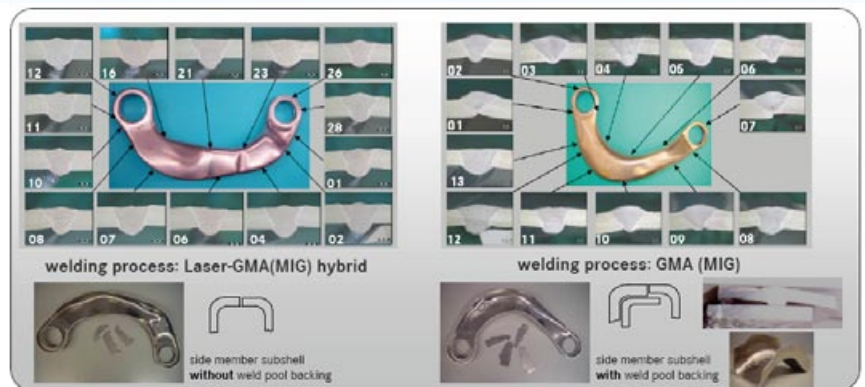 12 16 21 23 26
11 28
10 01
08 07 06 04 02
welding process: Laser-GMA(MIG) hybrid
side member subshell
without weld pool backing
02 03 04 05 06
01 07
13
12 11 10 09 08
welding process: GMA (MIG)
side member subshell
with weld pool backing